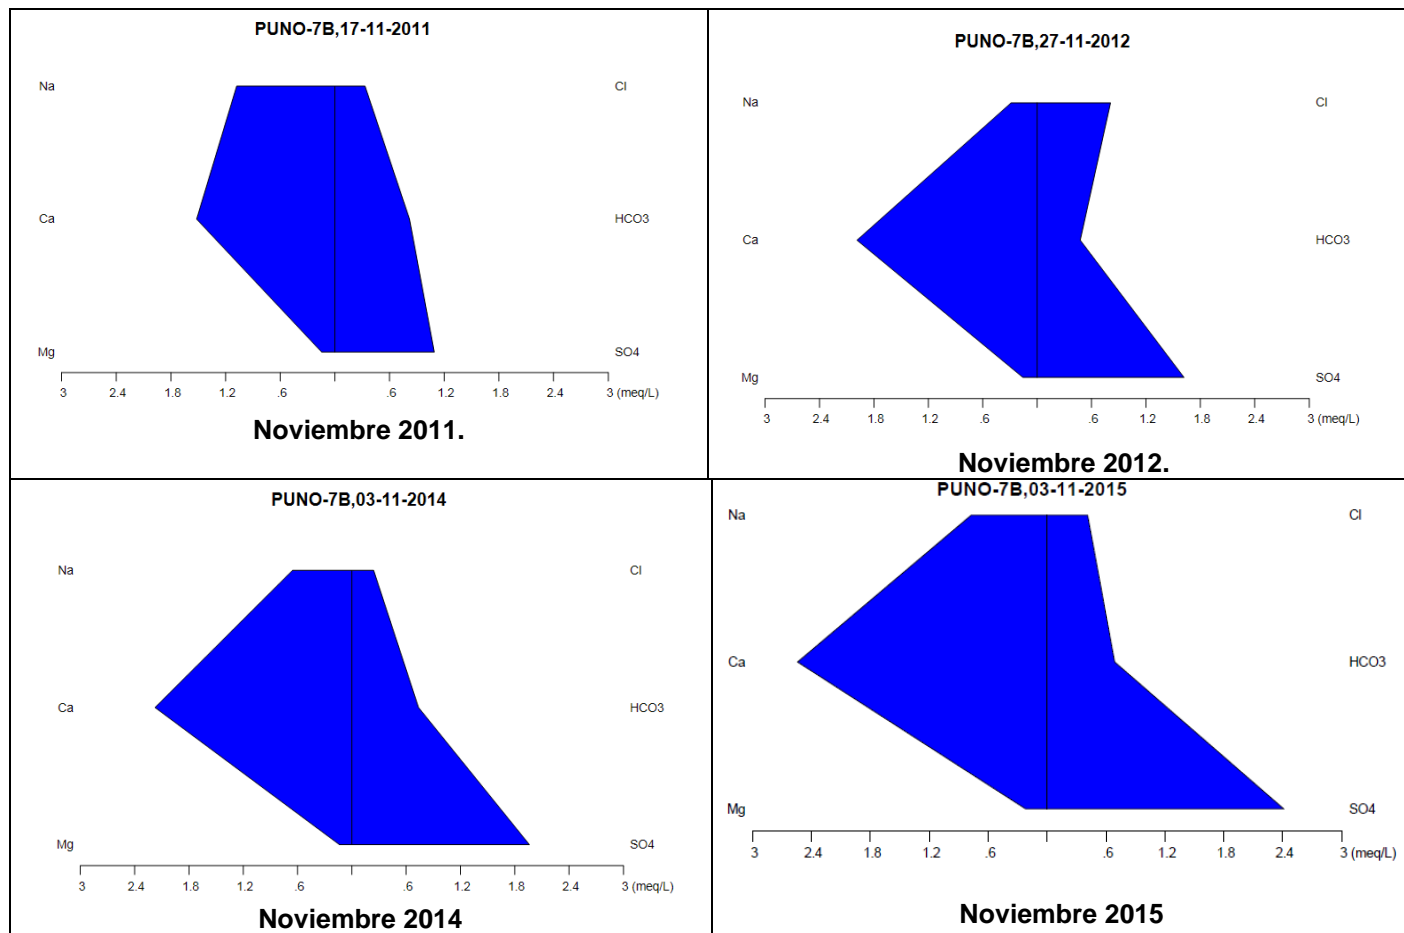 PUNO-7B,17-11-2011
Na
Cl
Ca
HCO3
Mg
SO4
3 2.4 1.8 1.2 .6 .6 1.2 1.8 2.4 3 (meq/L)
Noviembre 2011.
PUNO-7B,27-11-2012
Na
Cl
Ca
HCO3
Mg
SO4
3 2.4 1.8 1.2 .6 .6 1.2 1.8 2.4 3 (meq/L)
Noviembre 2012.
PUNO-7B,03-11-2014
Na
Cl
Ca
HCO3
Mg
SO4
3 2.4 1.8 1.2 .6 .6 1.2 1.8 2.4 3 (meq/L)
Noviembre 2014
PUNO-7B,03-11-2015
Na
Cl
Ca
HCO3
Mg
SO4
3 2.4 1.8 1.2 .6 .6 1.2 1.8 2.4 3 (meq/L)
Noviembre 2015